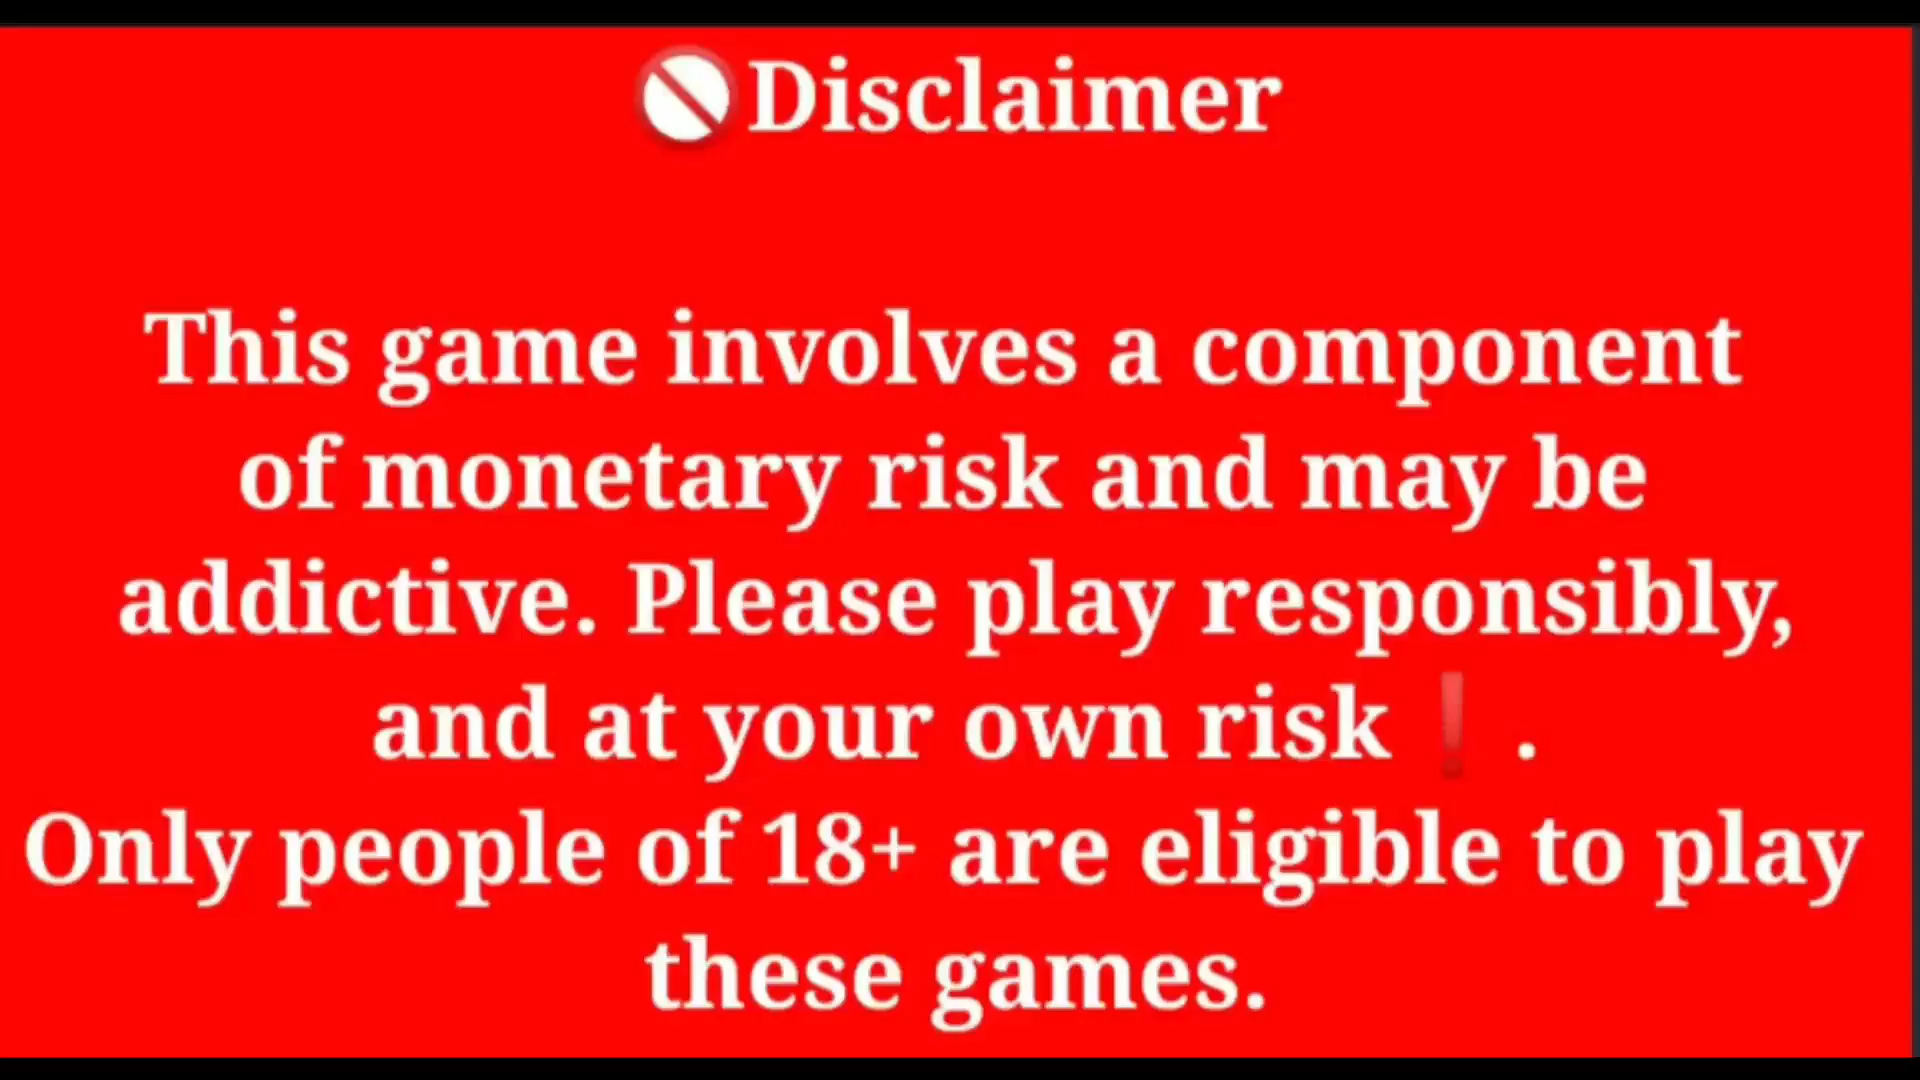 🚫Disclaimer
This game involves a component
of monetary risk and may be
addictive. Please play responsibly,
and at your own risk❗.
Only people of 18+ are eligible to play
these games.